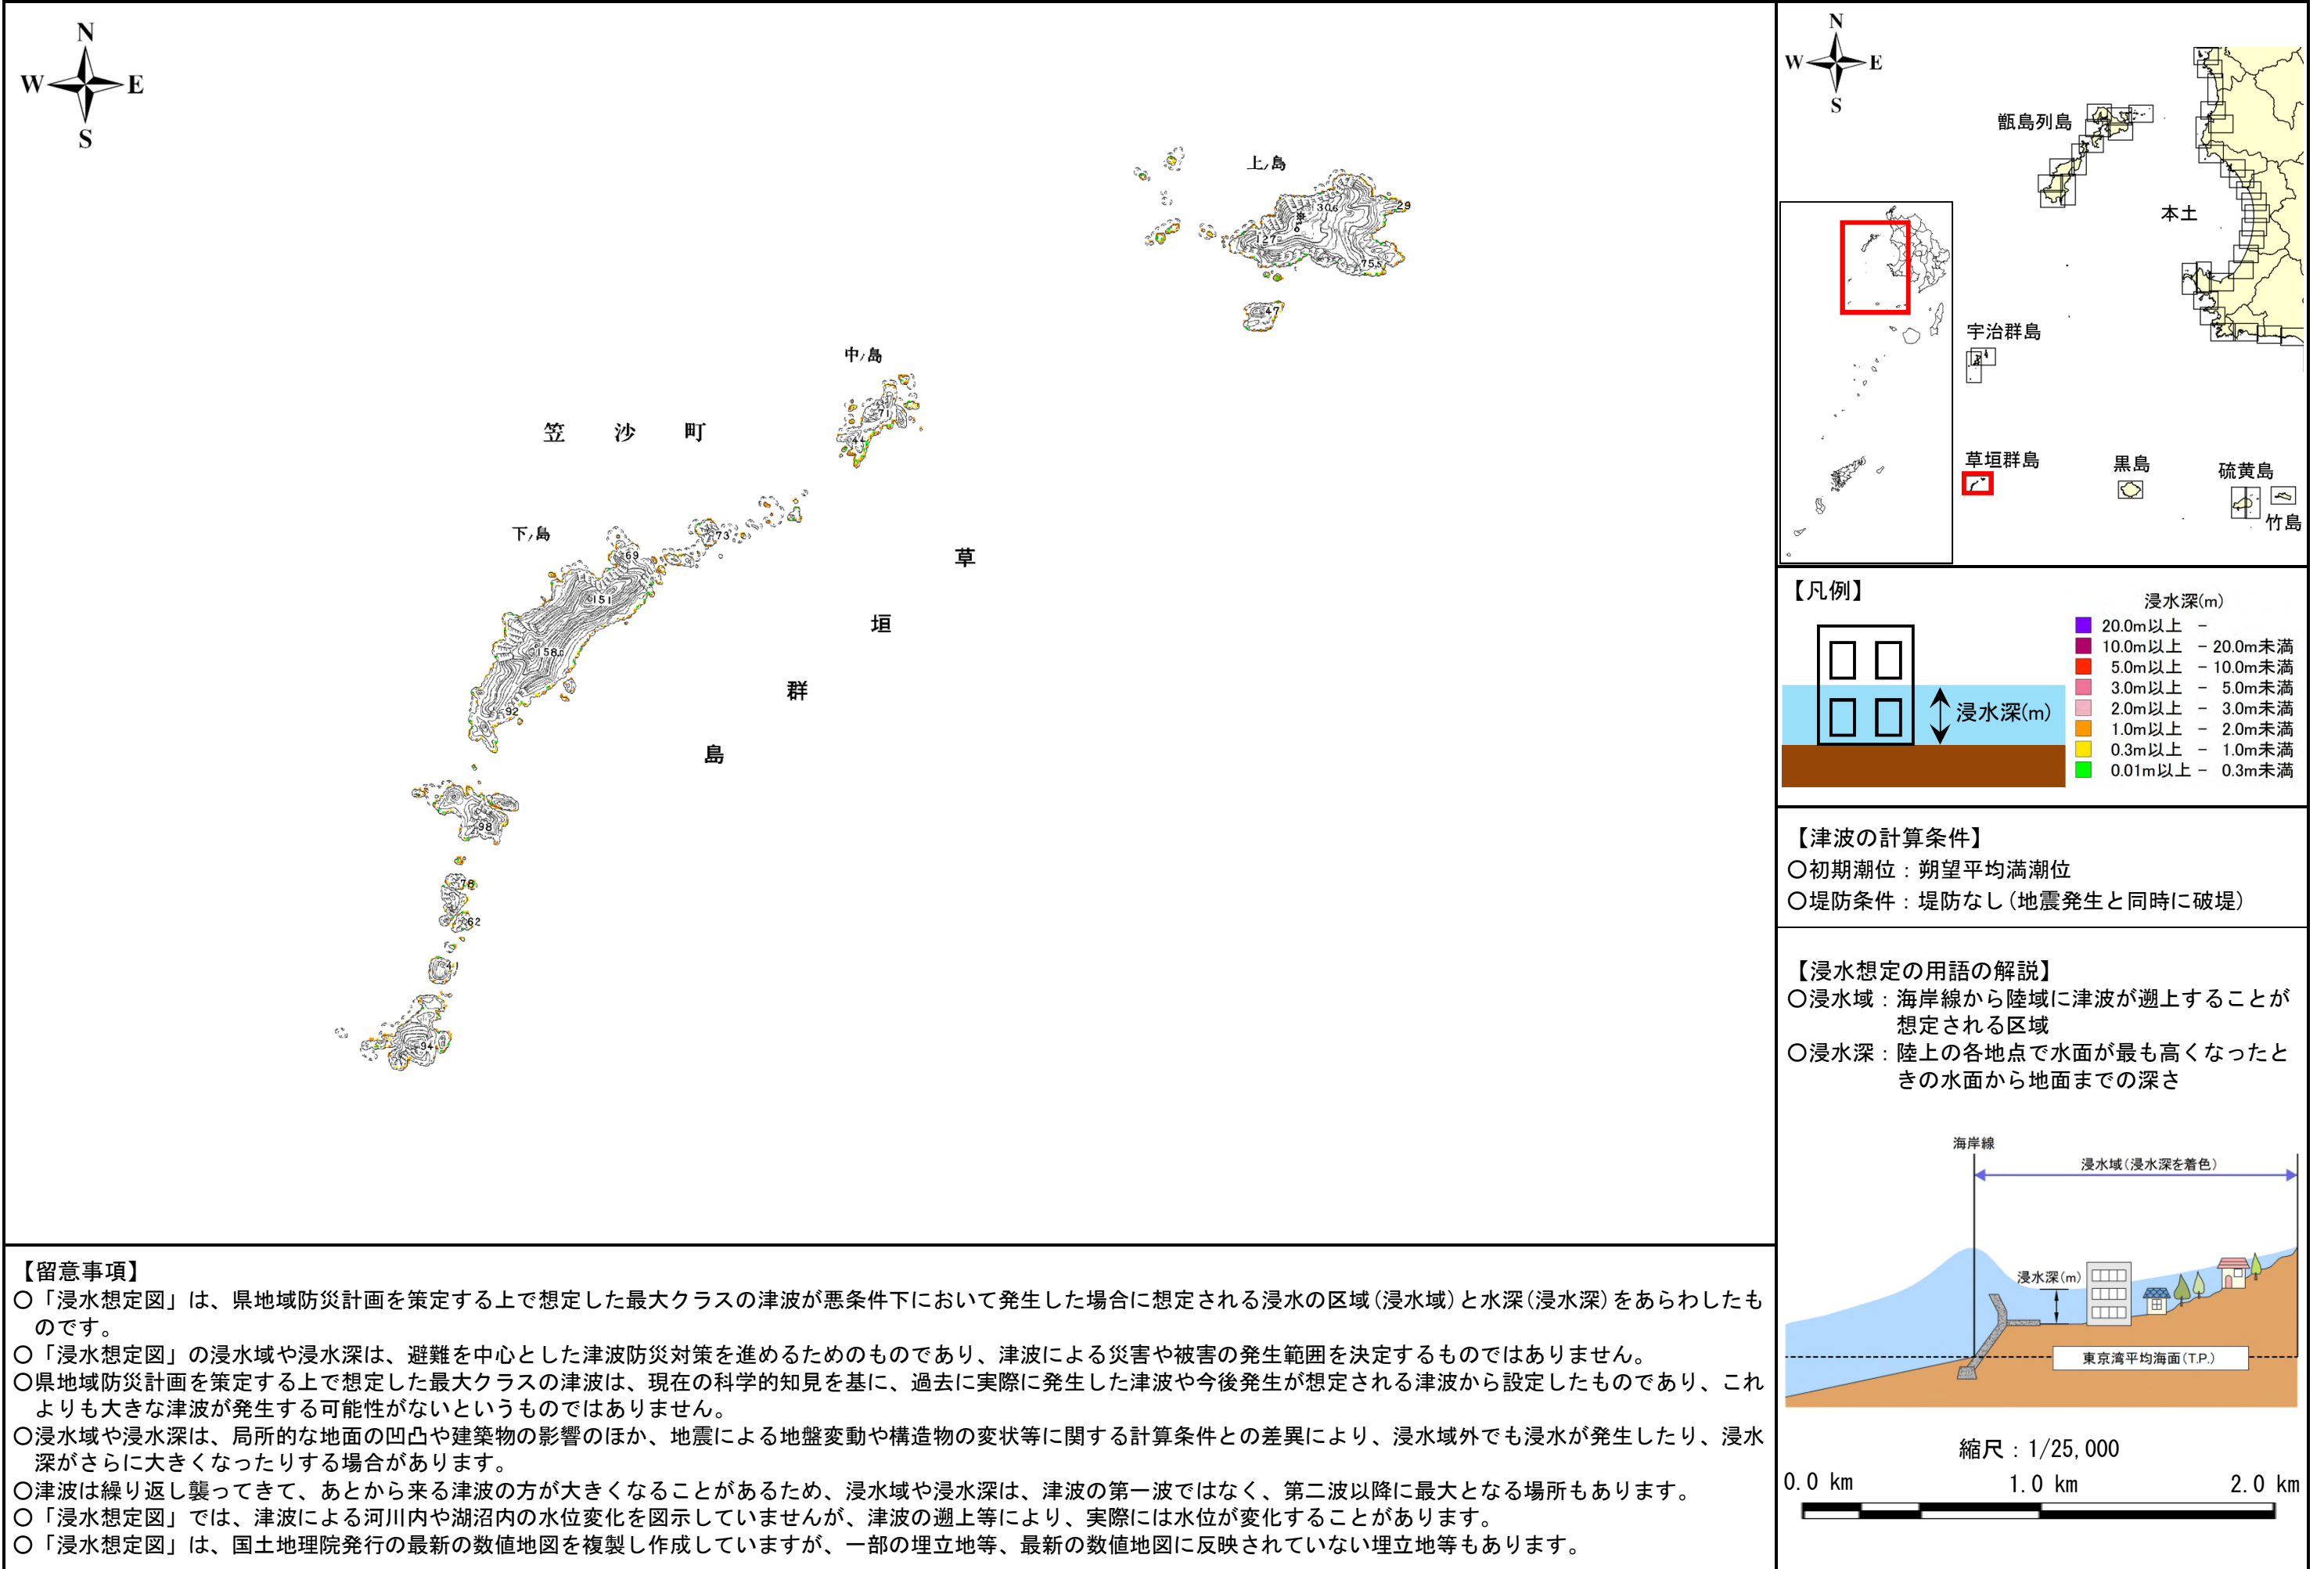 N
W E
S
上ノ島
130.6
29
127
75.5
47
中ノ島
71
44
笠沙町
下ノ島
73
69
151
158
92
草垣群島
98
78
62
94
N
W E
S
甑島列島
本土
宇治群島
草垣群島
黒島
硫黄島
竹島
【凡例】
浸水深(m)
浸水深(m)
20.0m以上 -
10.0m以上 - 20.0m未満
5.0m以上 - 10.0m未満
3.0m以上 - 5.0m未満
2.0m以上 - 3.0m未満
1.0m以上 - 2.0m未満
0.3m以上 - 1.0m未満
0.01m以上 - 0.3m未満
【津波の計算条件】
〇初期潮位：朔望平均満潮位
〇堤防条件：堤防なし(地震発生と同時に破堤)
【浸水想定の用語の解説】
〇浸水域：海岸線から陸域に津波が遡上することが
想定される区域
〇浸水深：陸上の各地点で水面が最も高くなったと
きの水面から地面までの深さ
海岸線
浸水域(浸水深を着色)
浸水深(m)
東京湾平均海面(T.P.)
縮尺：1/25,000
0.0 km 1.0 km 2.0 km
【留意事項】
〇「浸水想定図」は、県地域防災計画を策定する上で想定した最大クラスの津波が悪条件下において発生した場合に想定される浸水の区域(浸水域)と水深(浸水深)をあらわしたも
のです。
〇「浸水想定図」の浸水域や浸水深は、避難を中心とした津波防災対策を進めるためのものであり、津波による災害や被害の発生範囲を決定するものではありません。
〇県地域防災計画を策定する上で想定した最大クラスの津波は、現在の科学的知見を基に、過去に実際に発生した津波や今後発生が想定される津波から設定したものであり、これ
よりも大きな津波が発生する可能性がないというものではありません。
〇浸水域や浸水深は、局所的な地面の凹凸や建築物の影響のほか、地震による地盤変動や構造物の変状等に関する計算条件との差異により、浸水域外でも浸水が発生したり、浸水
深がさらに大きくなったりする場合があります。
〇津波は繰り返し襲ってきて、あとから来る津波の方が大きくなることがあるため、浸水域や浸水深は、津波の第一波ではなく、第二波以降に最大となる場所もあります。
〇「浸水想定図」では、津波による河川内や湖沼内の水位変化を図示していませんが、津波の遡上等により、実際には水位が変化することがあります。
〇「浸水想定図」は、国土地理院発行の最新の数値地図を複製し作成していますが、一部の埋立地等、最新の数値地図に反映されていない埋立地等もあります。